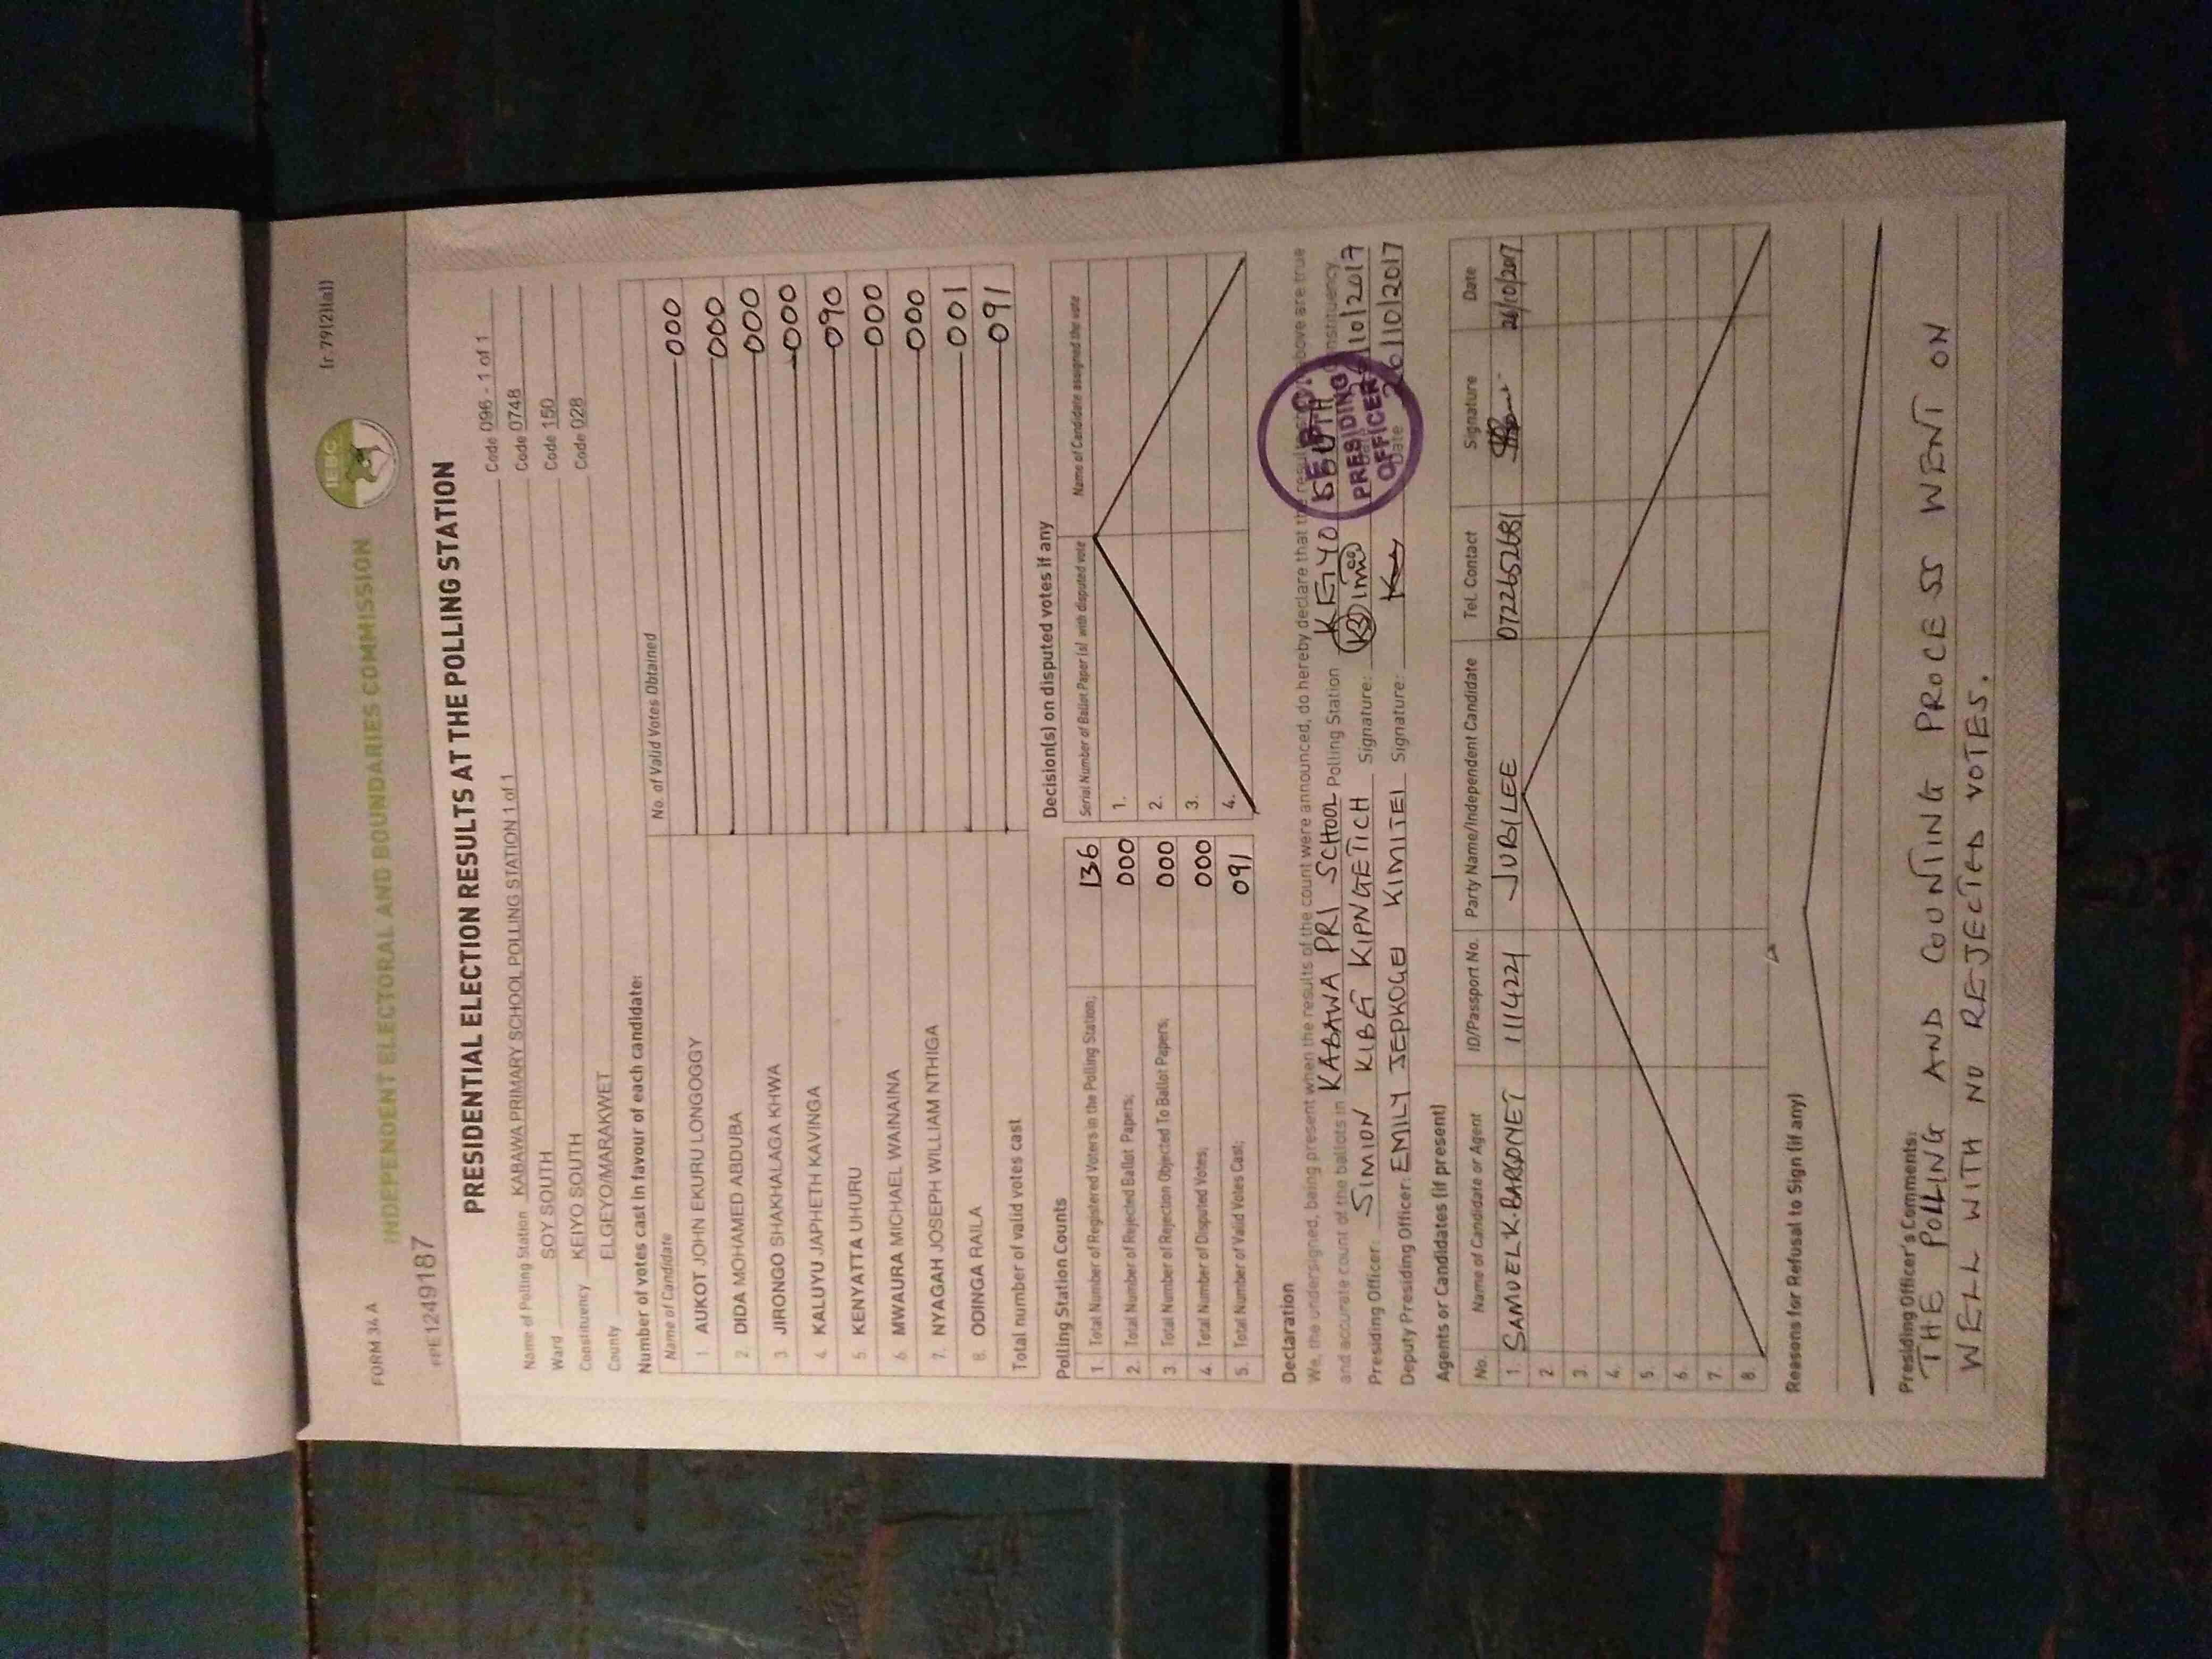 FORM 34 A
(r.79(2)(a))
IEBC
INDEPENDENT ELECTORAL AND BOUNDARIES COMMISSION
PRESIDENTIAL ELECTION RESULTS AT THE POLLING STATION
Name of Polling Station KABAWA PRIMARY SCHOOL POLLING STATION 1 of 1 Code 096 - 1 of 1
Ward SOY SOUTH Code 0748
Constituency KEIYO SOUTH Code 150
County ELGEYO/MARAKWET Code 028
Number of votes cast in favour of each candidate:
Name of Candidate No. of Valid Votes Obtained
1. AUKOT JOHN EKURU LONGOGGY 000
2. DIDA MOHAMED ABDUBA 000
3. JIRONGO SHAKHALAGA KHWA 000
4. KALUYU JAPHETH KAVINGA 000
5. KENYATTA UHURU 090
6. MWAURA MICHAEL WAINAINA 000
7. NYAGAH JOSEPH WILLIAM NTHIGA 000
8. ODINGA RAILA 001
Total number of valid votes cast 091
Polling Station Counts
1. Total Number of Registered Voters in the Polling Station; 136
2. Total Number of Rejected Ballot Papers; 000
3. Total Number of Rejection Objected To Ballot Papers; 000
4. Total Number of Disputed Votes; 000
5. Total Number of Valid Votes Cast; 091
Decision(s) on disputed votes if any
Serial Number of Ballot Paper (s) with disputed vote Name of Candidate assigned the vote
1.
2.
3.
4.
Declaration
We, the undersigned, being present when the results of the count were announced, do hereby declare that the results above are true
and accurate count of the ballots in KABAWA PRI SCHOOL Polling Station KEIYO SOUTH Constituency
Presiding Officer: SIMION KIBET KIPNGETICH Signature: 10/2017
Deputy Presiding Officer: EMILY JEPKOGEI KIMITEI Signature: Date 26/10/2017
PRESIDING
OFFICER
Agents or Candidates (if present)
No. Name of Candidate or Agent ID/Passport No. Party Name/Independent Candidate Tel. Contact Signature Date
1 SAMUEL K. BARGONET 11114221 JUBILEE 0722652681 26/10/2017
2
3.
4.
5.
6.
7.
8.
Reasons for Refusal to Sign (if any)
Presiding Officer's Comments:
THE POLLING AND COUNTING PROCESS WENT ON
WELL WITH NO REJECTED VOTES.